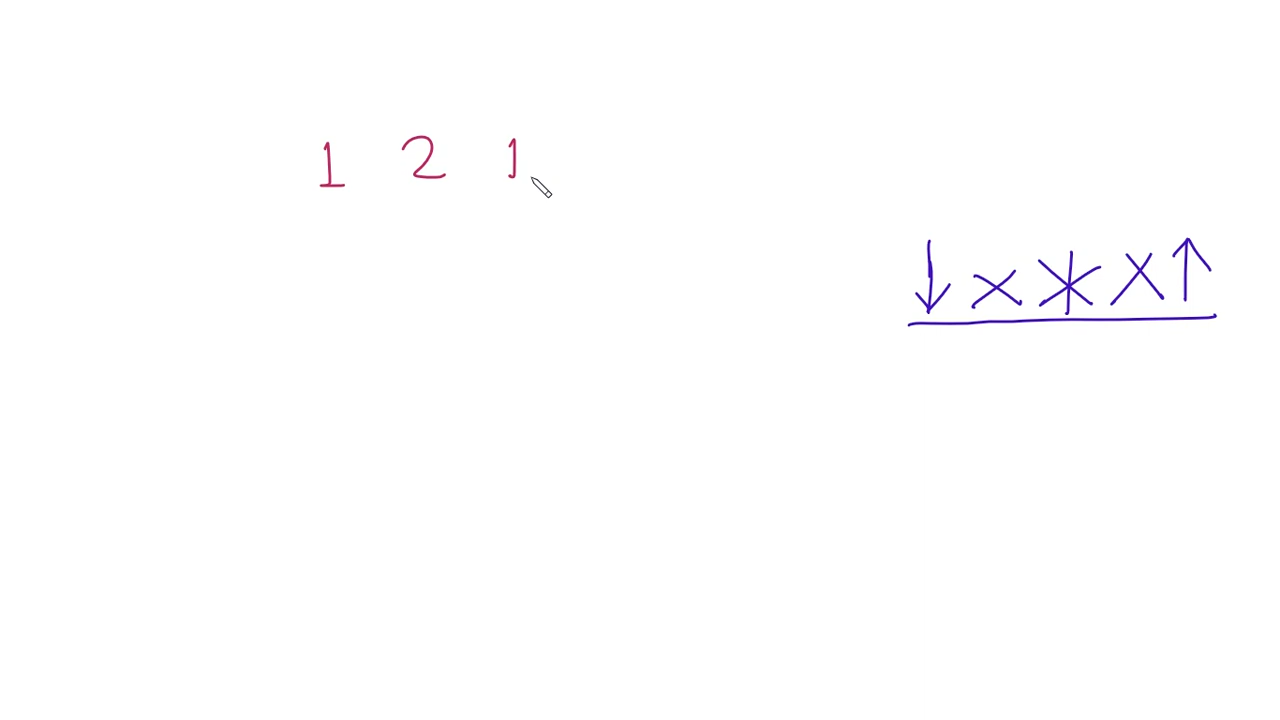 1 2 1
↓ × * × ↑